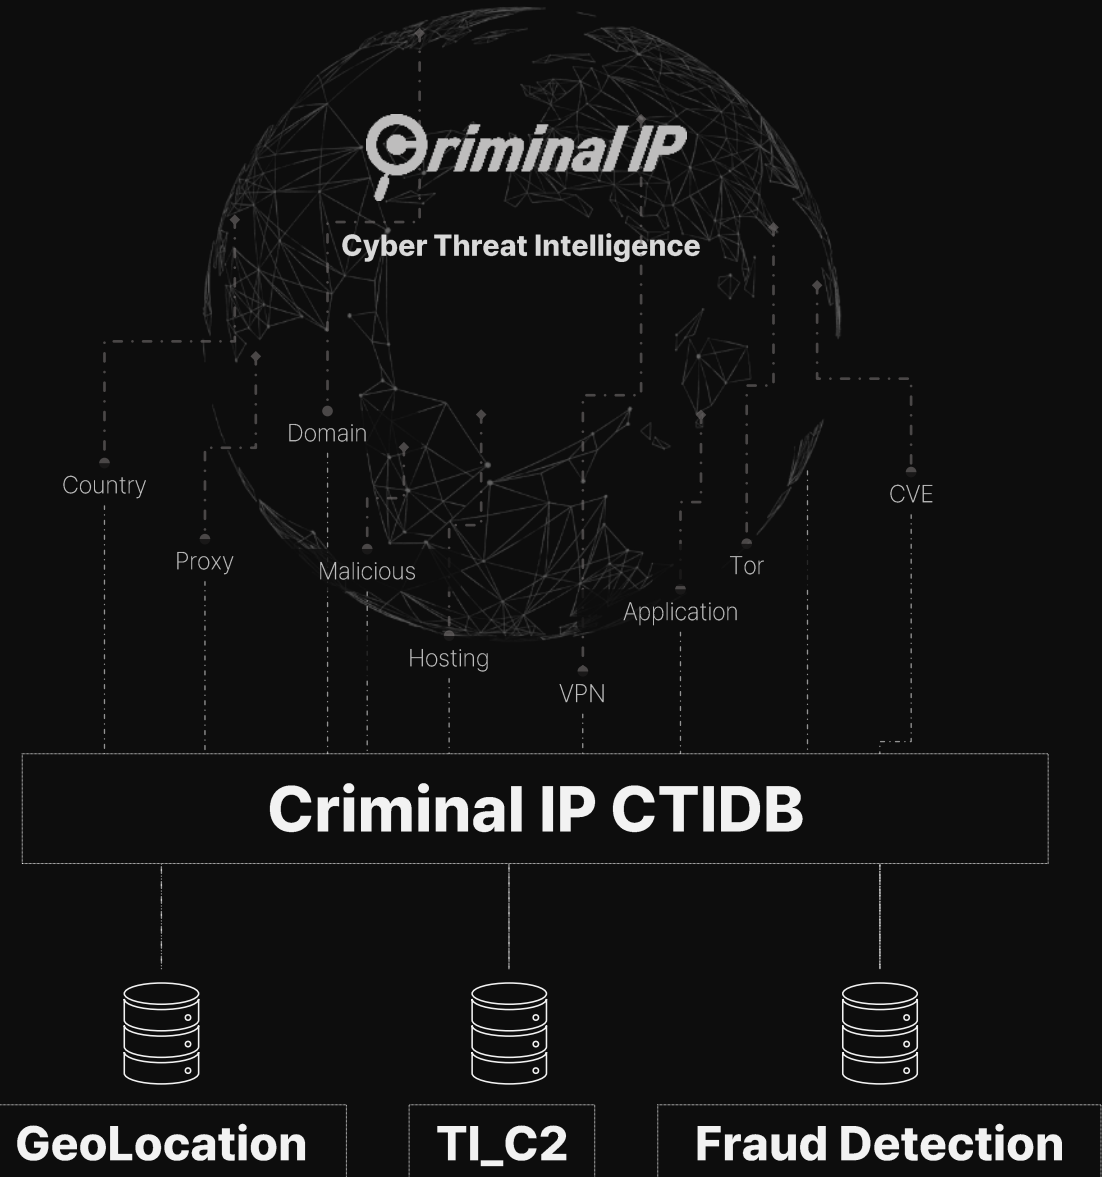 Criminal IP
Cyber Threat Intelligence
Domain
Country
CVE
Proxy
Malicious
Tor
Application
Hosting
VPN
Criminal IP CTIDB
GeoLocation
TI_C2
Fraud Detection